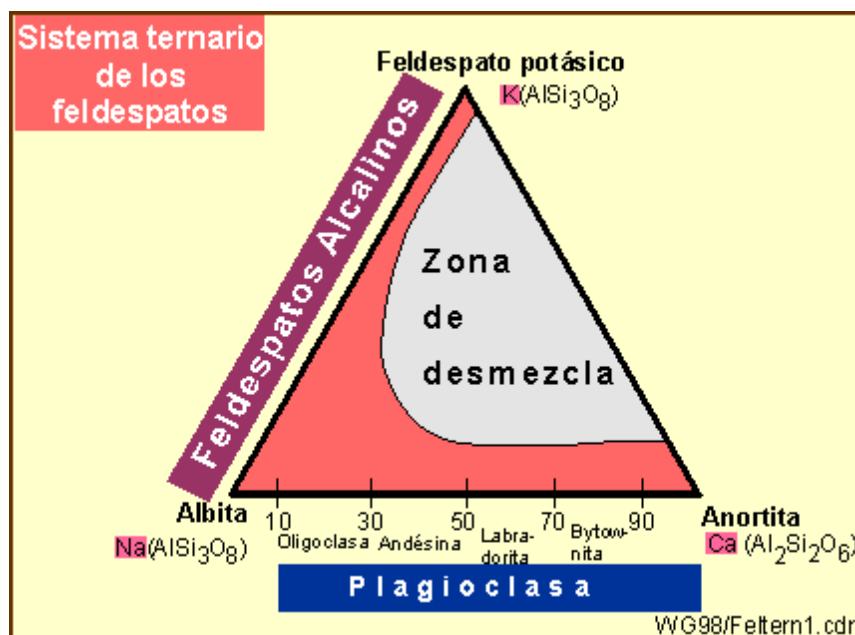 Sistema ternario
de los
feldespatos
Feldespato potásico
K(AlSi3O8)
Feldespatos Alcalinos
Zona
de
desmezcla
Albita
10 30 50 70 90
Anortita
Na(AlSi3O8)
Oligoclasa Andésina Labra-
dorita
Bytow-
nita
Ca (Al2Si2O6)
Plagioclasa
WG98/Feltern1.cdr